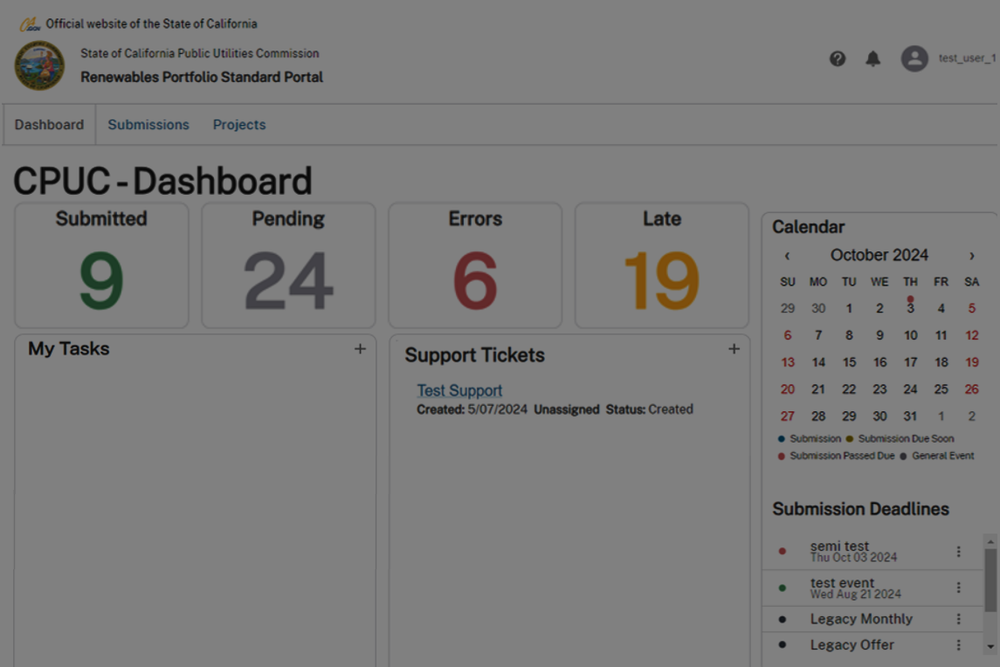 CA.GOV Official website of the State of California
State of California Public Utilities Commission
Renewables Portfolio Standard Portal
test_user_1
Dashboard Submissions Projects
CPUC - Dashboard
Submitted
9
Pending
24
Errors
6
Late
19
My Tasks +
Support Tickets +
Test Support
Created: 5/07/2024 Unassigned Status: Created
Calendar
‹ October 2024 ›
SU MO TU WE TH FR SA
29 30 1 2 3 4 5
6 7 8 9 10 11 12
13 14 15 16 17 18 19
20 21 22 23 24 25 26
27 28 29 30 31 1 2
Submission Submission Due Soon
Submission Passed Due General Event
Submission Deadlines
semi test
Thu Oct 03 2024
test event
Wed Aug 21 2024
Legacy Monthly
Legacy Offer